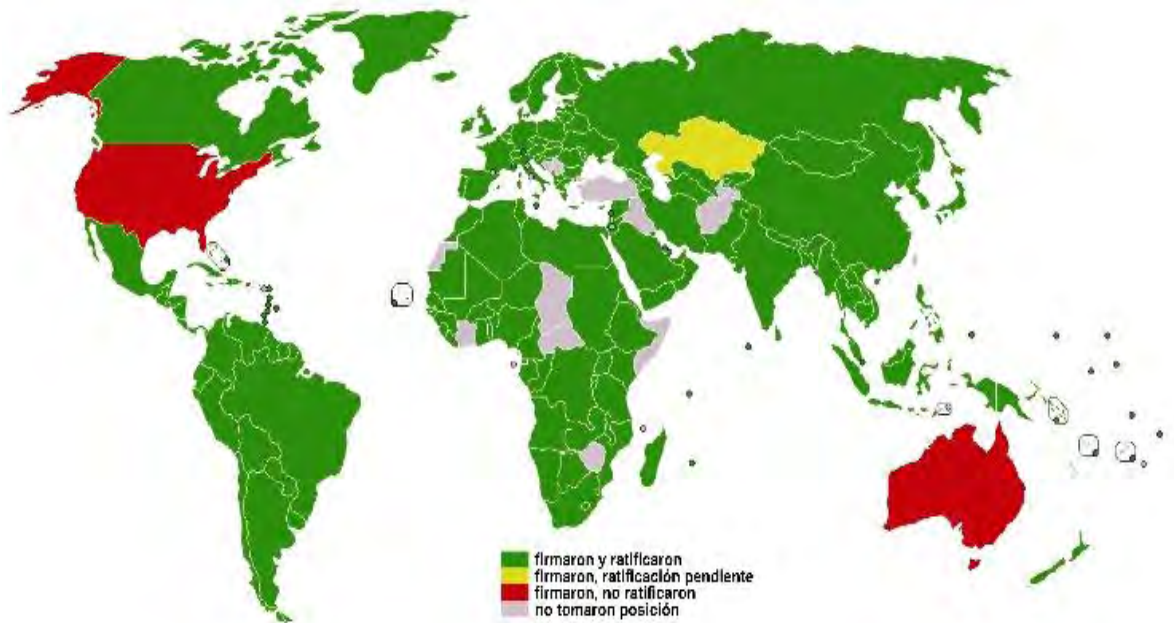 firmaron y ratificaron
firmaron, ratificación pendiente
firmaron, no ratificaron
no tomaron posición